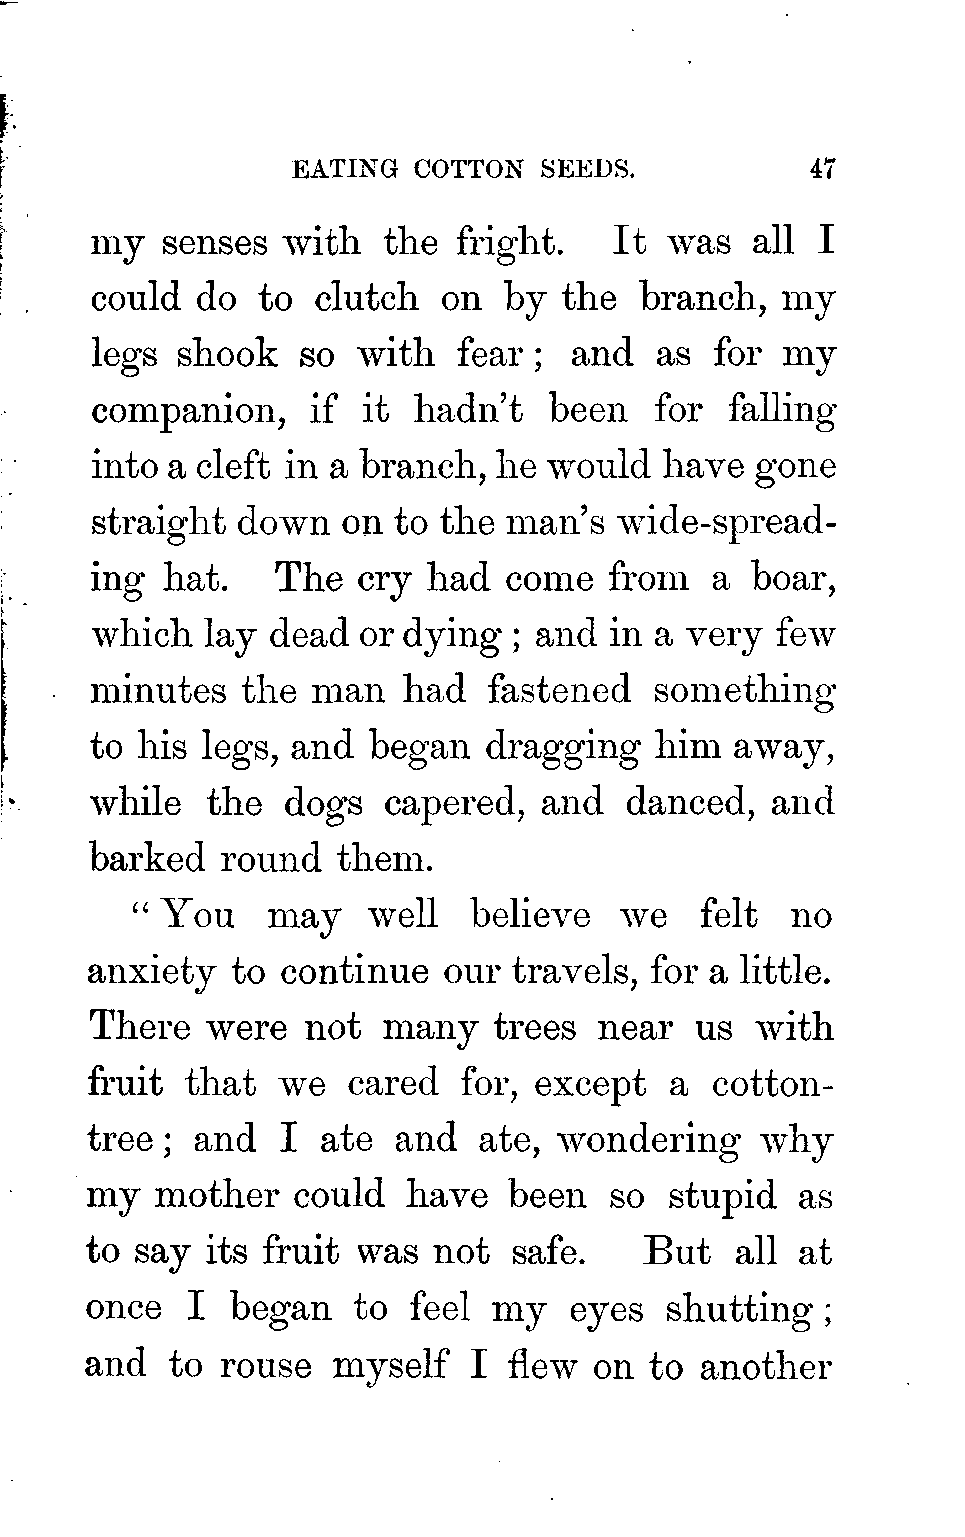 EATING COTTON SEEDS. 47
my senses with the fright. It was all I
could do to clutch on by the branch, my
legs shook so with fear; and as for my
companion, if it hadn't been for falling
into a cleft in a branch, he would have gone
straight down on to the man's wide-spread-
ing hat. The cry had come from a boar,
which lay dead or dying; and in a very few
minutes the man had fastened something
to his legs, and began dragging him away,
while the dogs capered, and danced, and
barked round them.
"You may well believe we felt no
anxiety to continue our travels, for a little.
There were not many trees near us with
fruit that we cared for, except a cotton-
tree; and I ate and ate, wondering why
my mother could have been so stupid as
to say its fruit was not safe. But all at
once I began to feel my eyes shutting;
and to rouse myself I flew on to another